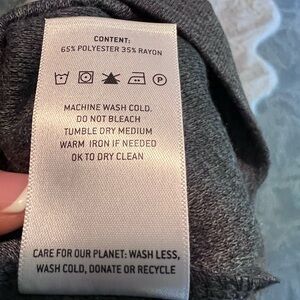 CONTENT:
65% POLYESTER 35% RAYON
P
MACHINE WASH COLD.
DO NOT BLEACH
TUMBLE DRY MEDIUM
WARM IRON IF NEEDED
OK TO DRY CLEAN
CARE FOR OUR PLANET: WASH LESS,
WASH COLD, DONATE OR RECYCLE